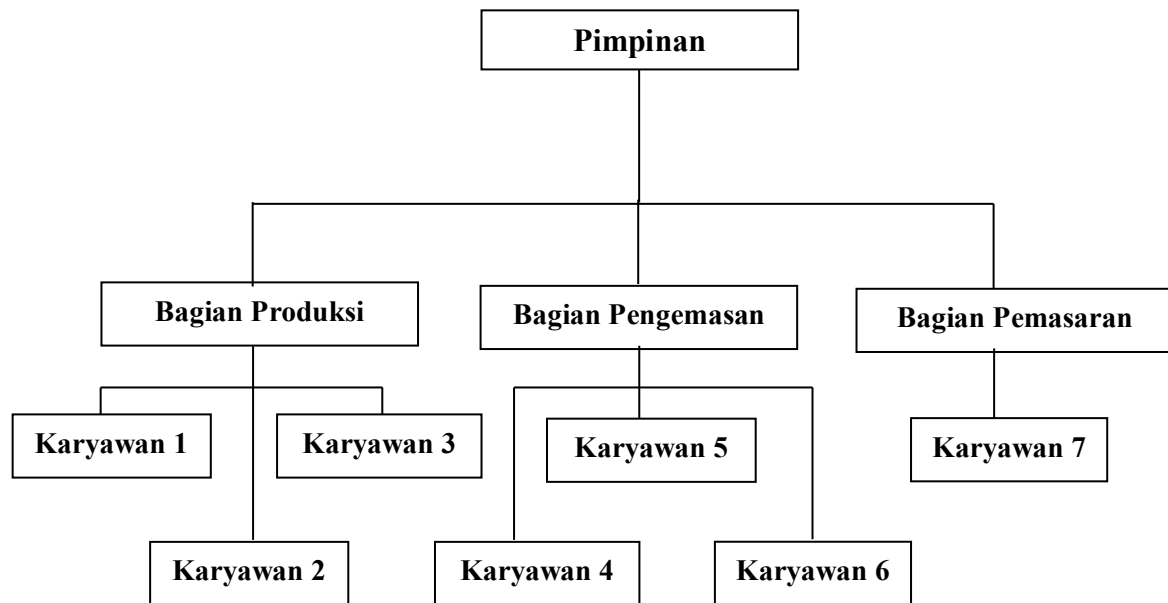 Pimpinan
Bagian Produksi
Bagian Pengemasan
Bagian Pemasaran
Karyawan 1
Karyawan 3
Karyawan 5
Karyawan 7
Karyawan 2
Karyawan 4
Karyawan 6